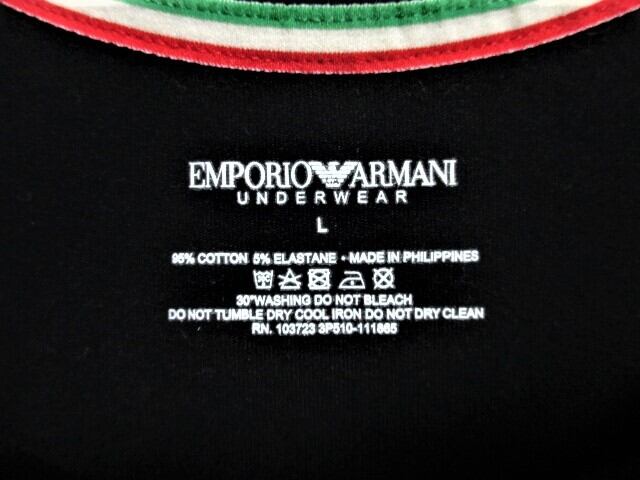 EMPORIO ARMANI
UNDERWEAR
L
95% COTTON 5% ELASTANE • MADE IN PHILIPPINES
30°WASHING DO NOT BLEACH
DO NOT TUMBLE DRY COOL IRON DO NOT DRY CLEAN
RN. 103723 3P510-111865